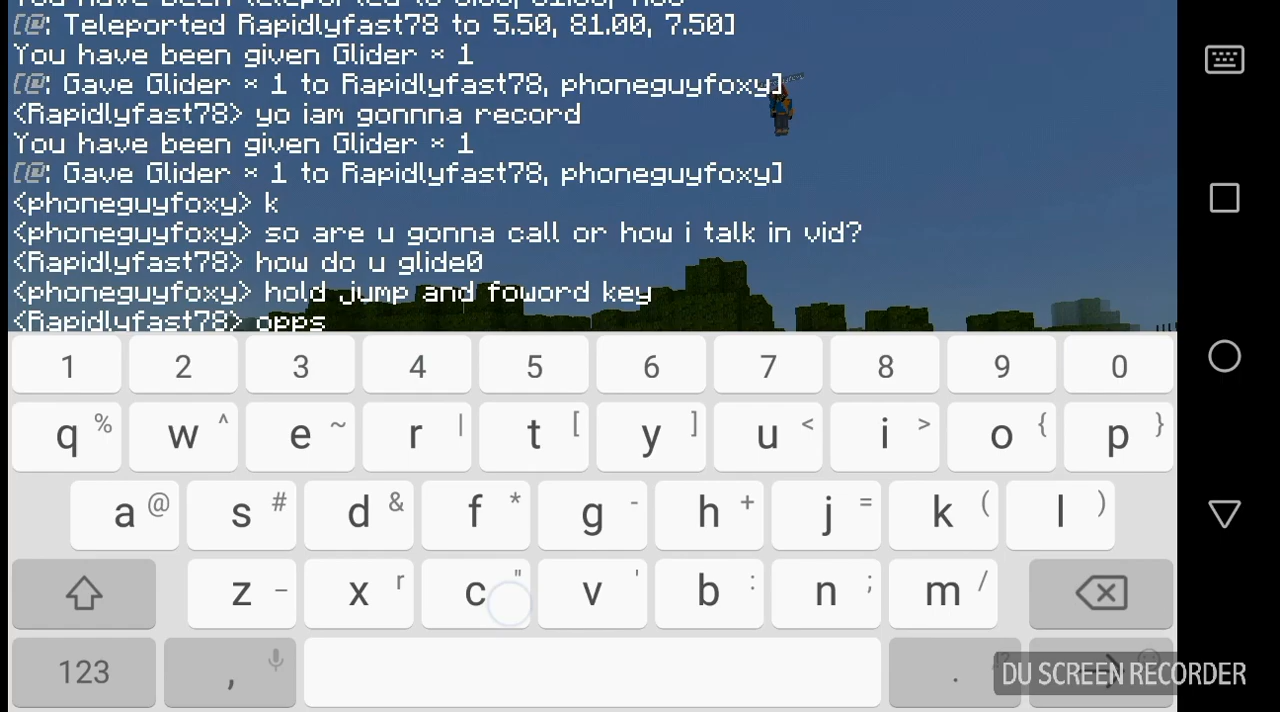 [@: Teleported Rapidlyfast78 to 5.50, 81.00, 7.50]
You have been given Glider × 1
[@: Gave Glider × 1 to Rapidlyfast78, phoneguyfoxy]
<Rapidlyfast78> yo iam gonnna record
You have been given Glider × 1
[@: Gave Glider × 1 to Rapidlyfast78, phoneguyfoxy]
<phoneguyfoxy> k
<phoneguyfoxy> so are u gonna call or how i talk in vid?
<Rapidlyfast78> how do u glide0
<phoneguyfoxy> hold jump and foword key
<Rapidlyfast78> opps
1 2 3 4 5 6 7 8 9 0
q % w ^ e ~ r | t [ y ] u < i > o { p }
a @ s # d & f * g - h + j = k ( l )
z _ x r c " v ' b : n ; m /
123 , .
DU SCREEN RECORDER